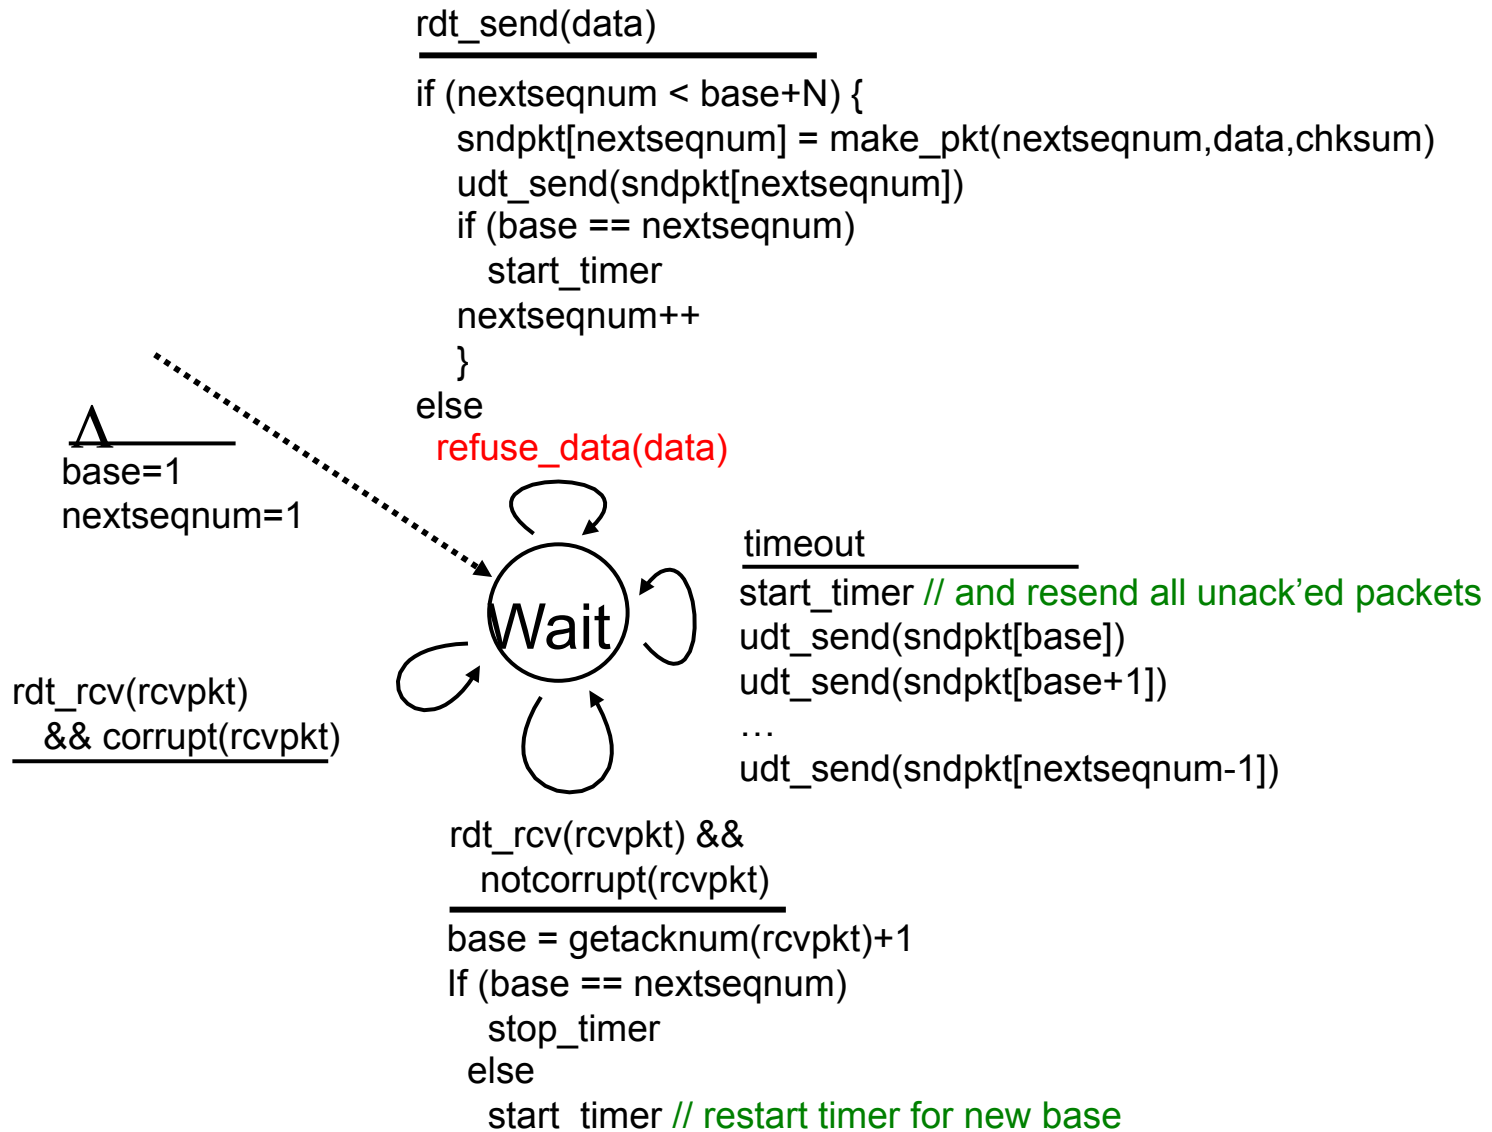 rdt_send(data)
if (nextseqnum < base+N) {
sndpkt[nextseqnum] = make_pkt(nextseqnum,data,chksum)
udt_send(sndpkt[nextseqnum])
if (base == nextseqnum)
start_timer
nextseqnum++
}
else
refuse_data(data)
Λ
base=1
nextseqnum=1
Wait
timeout
start_timer // and resend all unack’ed packets
udt_send(sndpkt[base])
udt_send(sndpkt[base+1])
…
udt_send(sndpkt[nextseqnum-1])
rdt_rcv(rcvpkt)
&& corrupt(rcvpkt)
rdt_rcv(rcvpkt) &&
notcorrupt(rcvpkt)
base = getacknum(rcvpkt)+1
If (base == nextseqnum)
stop_timer
else
start_timer // restart timer for new base